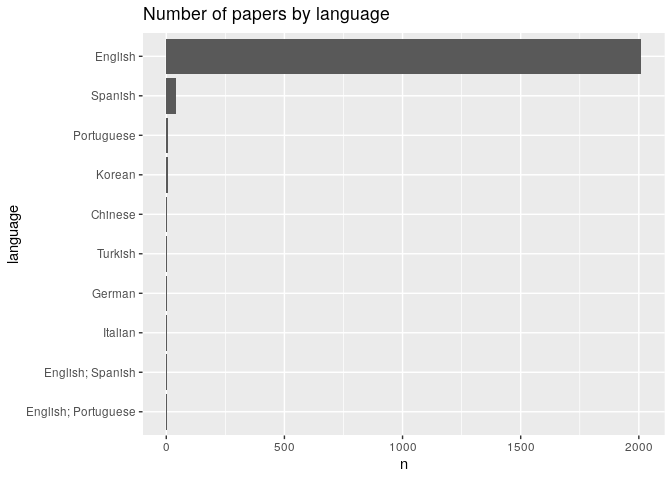 Number of papers by language
English
Spanish
Portuguese
Korean
Chinese
Turkish
German
Italian
English; Spanish
English; Portuguese
language
0 500 1000 1500 2000
n